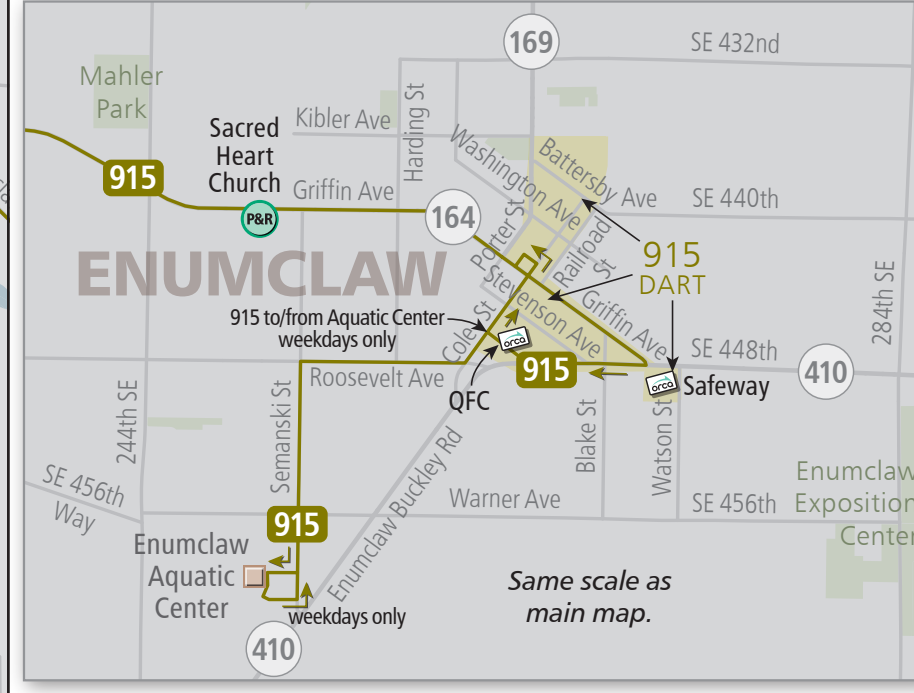 169
SE 432nd
Mahler
Park
Harding St
Kibler Ave
Sacred
Heart
Church
Washington Ave
Battersby Ave
915
Griffin Ave
SE 440th
P&R
164
Porter St
Railroad
St
ENUMCLAW
915
DART
Stevenson Ave
Griffin Ave
284th SE
915 to/from Aquatic Center
weekdays only
Cole St
orca
SE 448th
915
410
Roosevelt Ave
QFC
orca
Safeway
244th SE
Semanski St
Blake St
Watson St
Enumclaw Buckley Rd
SE 456th
Way
Warner Ave
SE 456th
Enumclaw
Exposition
Center
915
Enumclaw
Aquatic
Center
Same scale as
main map.
weekdays only
410